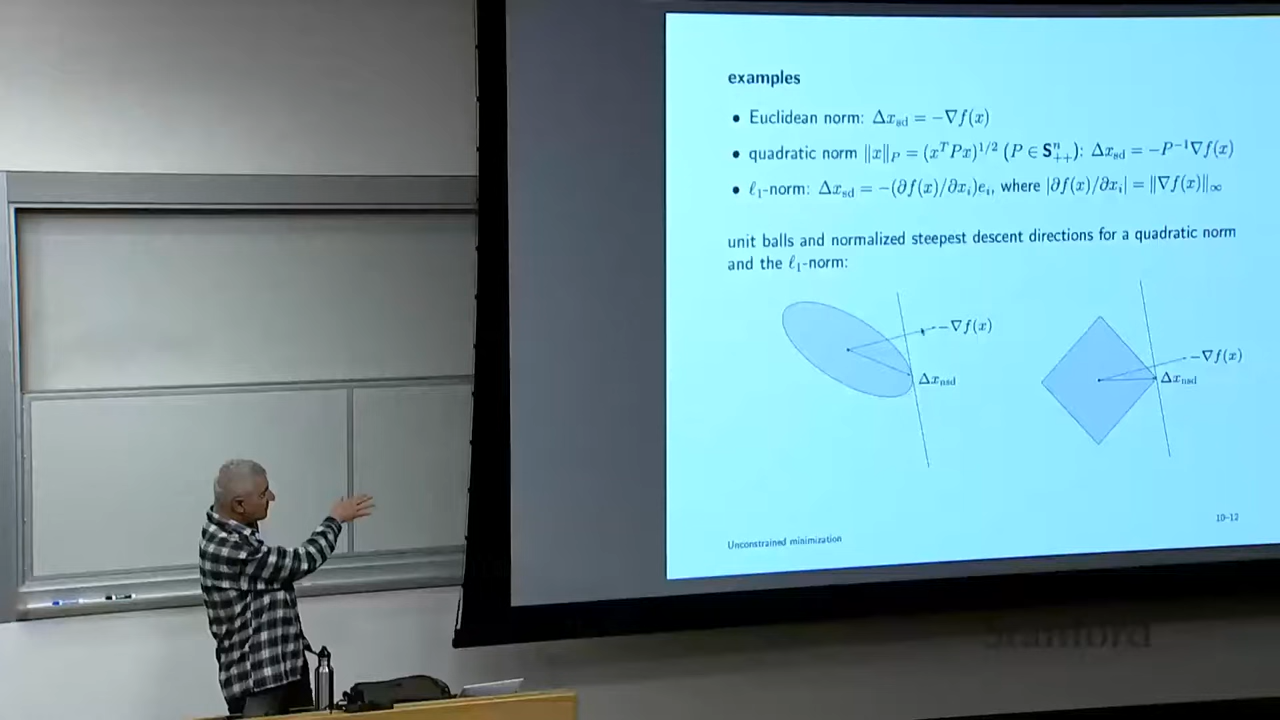 examples
• Euclidean norm: Δx_sd = −∇f(x)
• quadratic norm ‖x‖_P = (x^T Px)^{1/2} (P ∈ S^n_{++}): Δx_sd = −P^{−1}∇f(x)
• ℓ₁-norm: Δx_sd = −(∂f(x)/∂x_i)e_i, where |∂f(x)/∂x_i| = ‖∇f(x)‖_∞
unit balls and normalized steepest descent directions for a quadratic norm
and the ℓ₁-norm:
−∇f(x)
Δx_nsd
−∇f(x)
Δx_nsd
Unconstrained minimization
10–12
Stanford